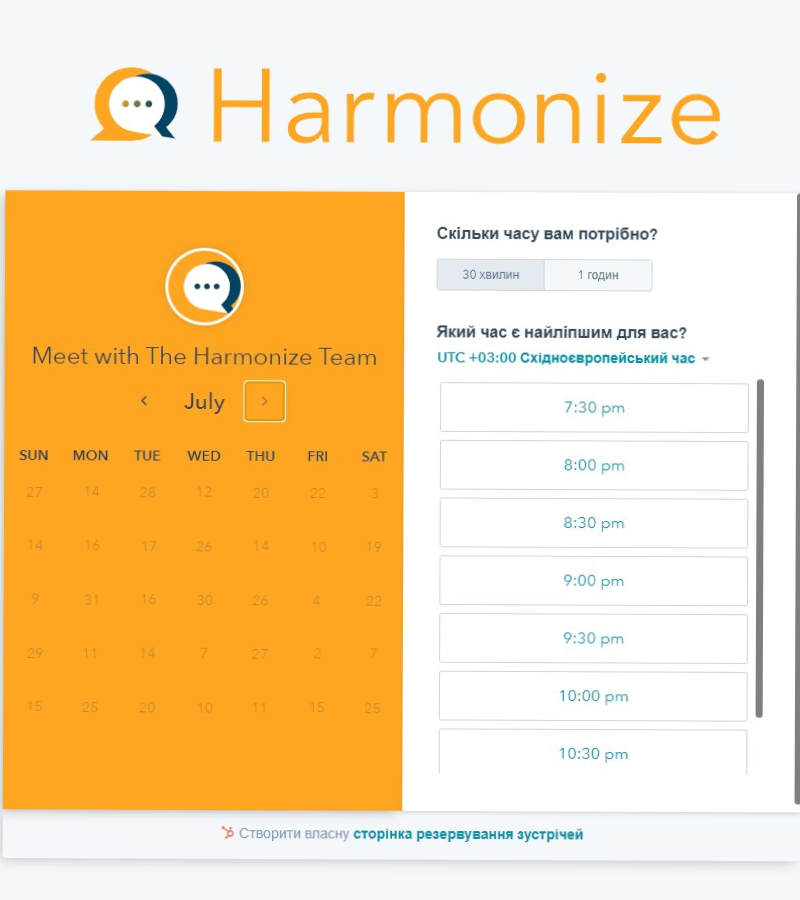 Harmonize
Meet with The Harmonize Team
July
SUN MON TUE WED THU FRI SAT
27 14 28 12 20 22 3
14 16 17 26 14 10 19
9 31 16 30 26 4 22
29 11 14 7 27 2 7
15 25 20 10 11 15 25
Скільки часу вам потрібно?
30 хвилин 1 годин
Який час є найліпшим для вас?
UTC +03:00 Східноєвропейський час
7:30 pm
8:00 pm
8:30 pm
9:00 pm
9:30 pm
10:00 pm
10:30 pm
Створити власну сторінка резервування зустрічей